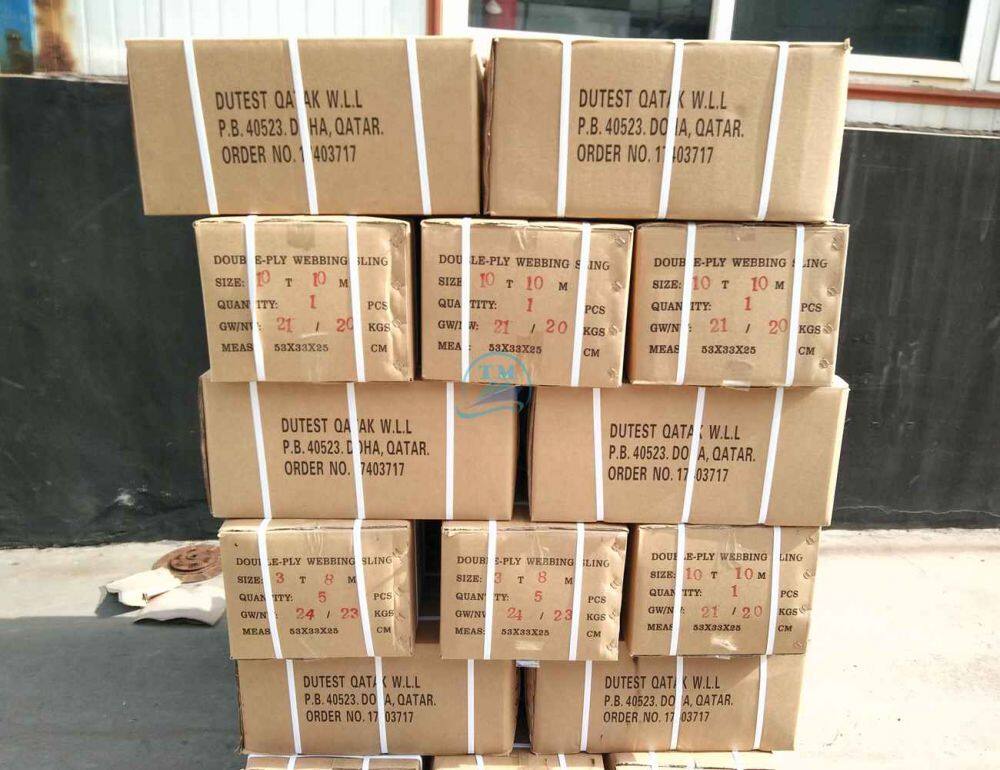 DUTEST QATAK W.L.L
P.B. 40523. DOHA, QATAR.
ORDER NO. 17403717
DUTEST QATAK W.L.L
P.B. 40523. DOHA, QATAR.
ORDER NO. 17403717
DOUBLE-PLY WEBBING SLING
SIZE: 10 T 10 M
QUANTITY: 1 PCS
GW/NW: 21 / 20 KGS
MEAS: 53X33X25 CM
DOUBLE-PLY WEBBING SLING
SIZE: 10 T 10 M
QUANTITY: 1 PCS
GW/NW: 21 / 20 KGS
MEAS: 53X33X25 CM
DOUBLE-PLY WEBBING SLING
SIZE: 10 T 10 M
QUANTITY: 1 PCS
GW/NW: 21 / 20 KGS
MEAS: 53X33X25 CM
TM
DUTEST QATAK W.L.L
P.B. 40523. DOHA, QATAR.
ORDER NO. 17403717
DUTEST QATAK W.L.L
P.B. 40523. DOHA, QATAR.
ORDER NO. 17403717
DOUBLE-PLY WEBBING SLING
SIZE: 3 T 8 M
QUANTITY: 5 PCS
GW/NW: 24 / 23 KGS
MEAS: 53X33X25 CM
DOUBLE-PLY WEBBING SLING
SIZE: 3 T 8 M
QUANTITY: 5 PCS
GW/NW: 24 / 23 KGS
MEAS: 53X33X25 CM
DOUBLE-PLY WEBBING SLING
SIZE: 10 T 10 M
QUANTITY: 1 PCS
GW/NW: 21 / 20 KGS
MEAS: 53X33X25 CM
DUTEST QATAK W.L.L
P.B. 40523. DOHA, QATAR.
ORDER NO. 17403717
DUTEST QATAK W.L.L
P.B. 40523. DOHA, QATAR.
ORDER NO. 17403717